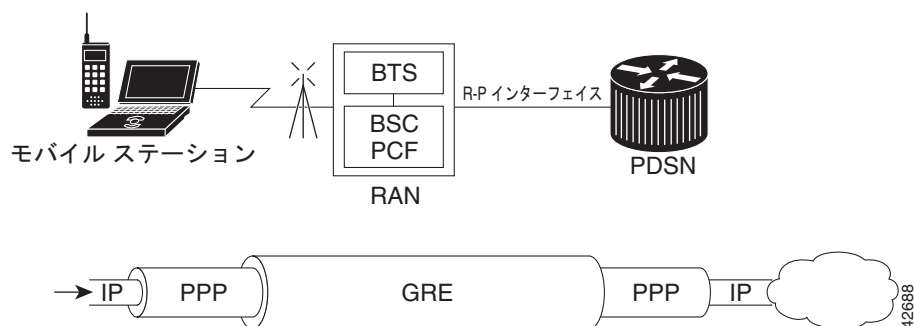 BTS
BSC
PCF
RAN
R-P インターフェイス
PDSN
モバイル ステーション
IP
PPP
GRE
PPP
IP
42688